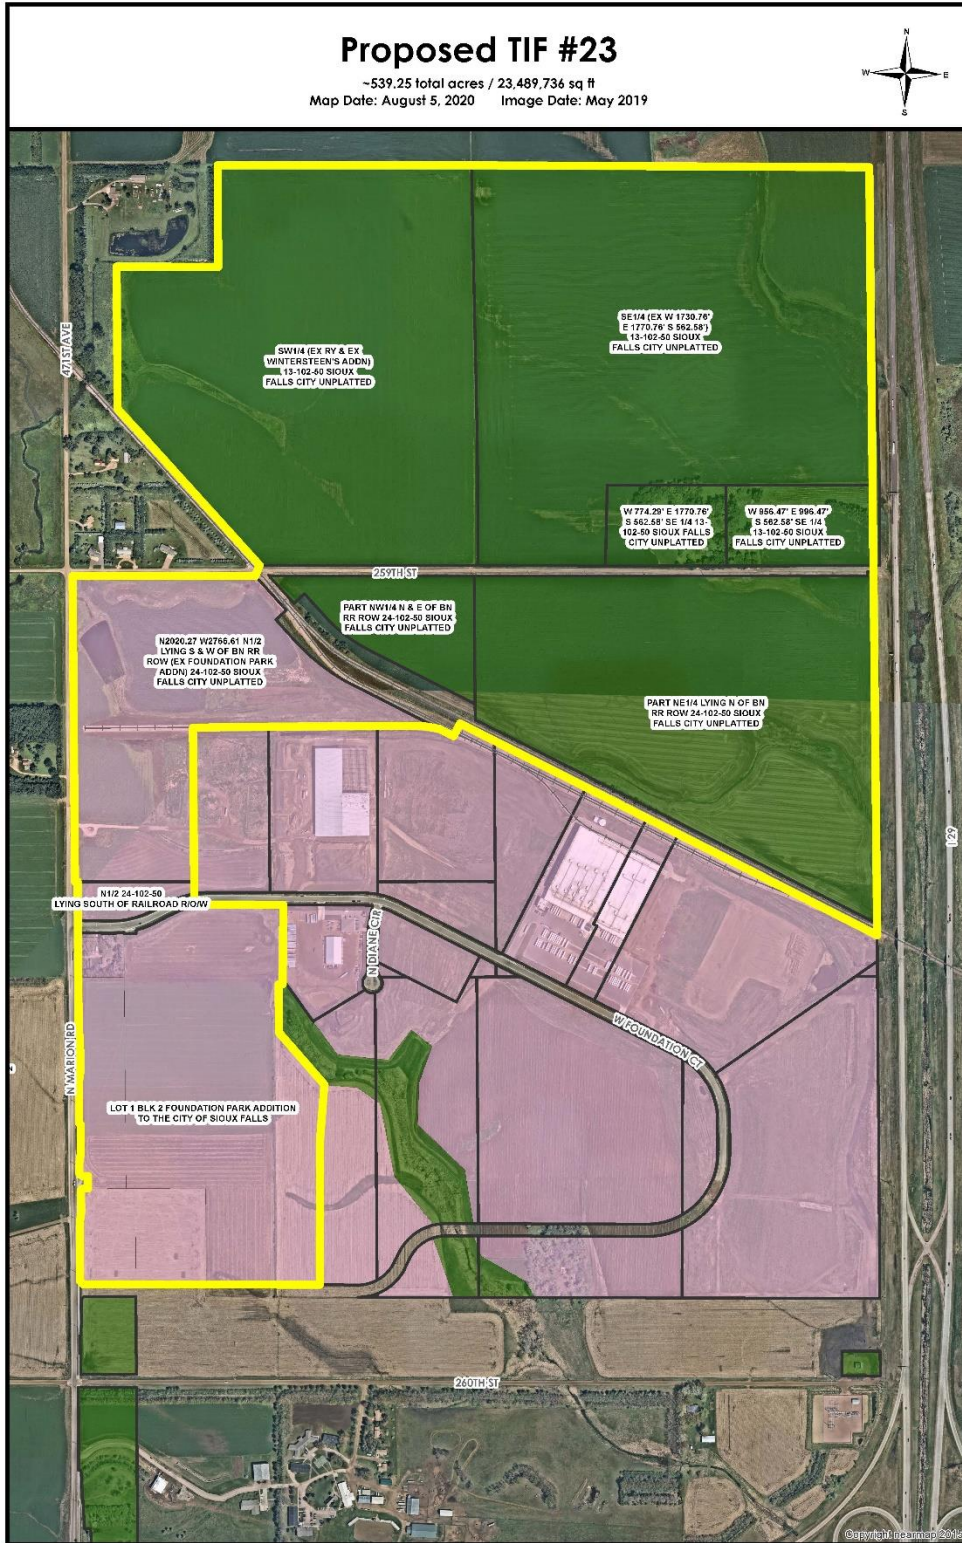 Proposed TIF #23
~539.25 total acres / 23,489,736 sq ft
Map Date: August 5, 2020 Image Date: May 2019
N
W
E
S
471ST AVE
SW1/4 (EX RY & EX
WINTERSTEEN'S ADDN)
13-102-50 SIOUX
FALLS CITY UNPLATTED
SE1/4 (EX W 1730.76'
E 1770.76' S 562.58')
13-102-50 SIOUX
FALLS CITY UNPLATTED
W 774.29' E 1770.76'
S 562.58' SE 1/4 13-
102-50 SIOUX FALLS
CITY UNPLATTED
W 956.47' E 996.47'
S 562.58' SE 1/4
13-102-50 SIOUX
FALLS CITY UNPLATTED
259TH ST
PART NW1/4 N & E OF BN
RR ROW 24-102-50 SIOUX
FALLS CITY UNPLATTED
N2020.27 W2765.61 N1/2
LYING S & W OF BN RR
ROW (EX FOUNDATION PARK
ADDN) 24-102-50 SIOUX
FALLS CITY UNPLATTED
PART NE1/4 LYING N OF BN
RR ROW 24-102-50 SIOUX
FALLS CITY UNPLATTED
I29
N1/2 24-102-50
LYING SOUTH OF RAILROAD R/O/W
N DIANE CIR
W FOUNDATION CT
N MARION RD
LOT 1 BLK 2 FOUNDATION PARK ADDITION
TO THE CITY OF SIOUX FALLS
260TH ST
Copyright nearmap 2015